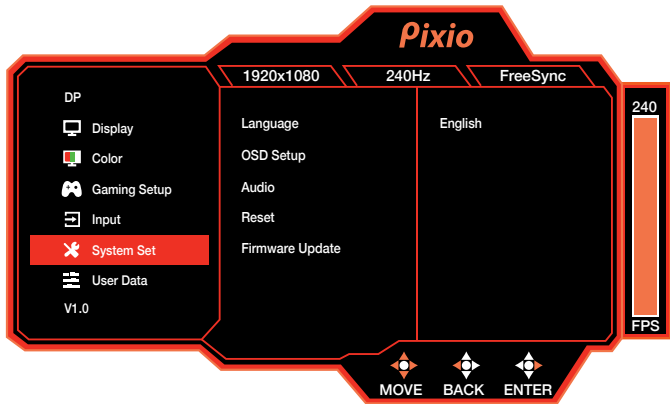 Pixio
1920x1080
240Hz
FreeSync
DP
Display
Color
Gaming Setup
Input
System Set
User Data
V1.0
Language
OSD Setup
Audio
Reset
Firmware Update
English
240
FPS
MOVE
BACK
ENTER